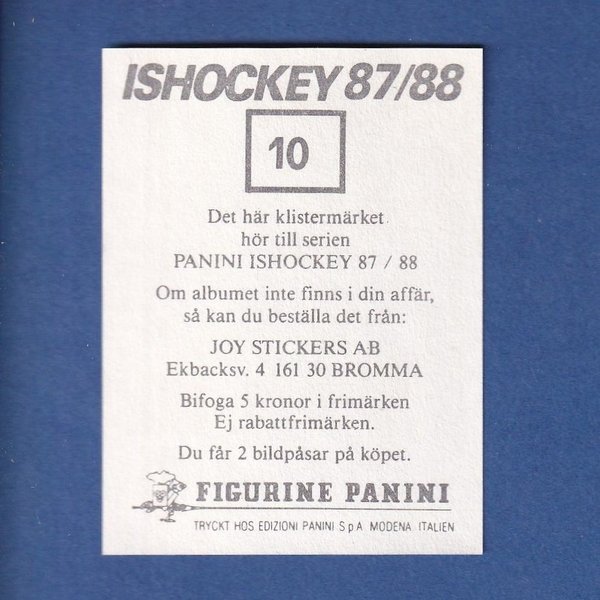 ISHOCKEY 87/88
10
Det här klistermärket
hör till serien
PANINI ISHOCKEY 87 / 88
Om albumet inte finns i din affär,
så kan du beställa det från:
JOY STICKERS AB
Ekbacksv. 4 161 30 BROMMA
Bifoga 5 kronor i frimärken
Ej rabattfrimärken.
Du får 2 bildpåsar på köpet.
FIGURINE PANINI
TRYCKT HOS EDIZIONI PANINI S.p.A. MODENA ITALIEN